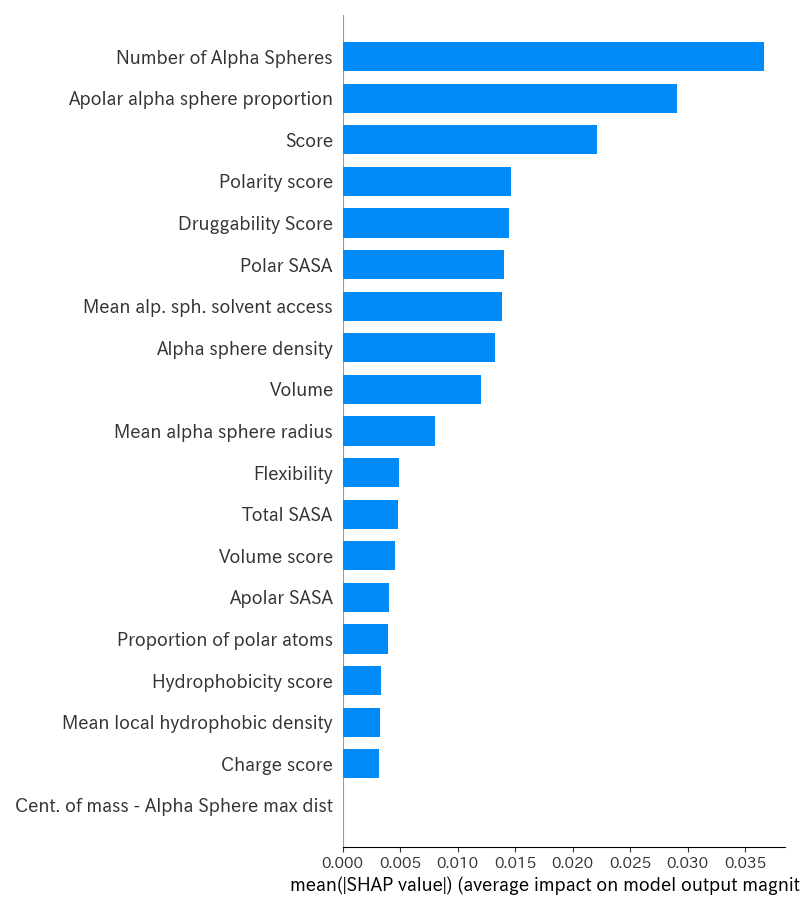 Number of Alpha Spheres
Apolar alpha sphere proportion
Score
Polarity score
Druggability Score
Polar SASA
Mean alp. sph. solvent access
Alpha sphere density
Volume
Mean alpha sphere radius
Flexibility
Total SASA
Volume score
Apolar SASA
Proportion of polar atoms
Hydrophobicity score
Mean local hydrophobic density
Charge score
Cent. of mass - Alpha Sphere max dist
0.000 0.005 0.010 0.015 0.020 0.025 0.030 0.035
mean(|SHAP value|) (average impact on model output magnit